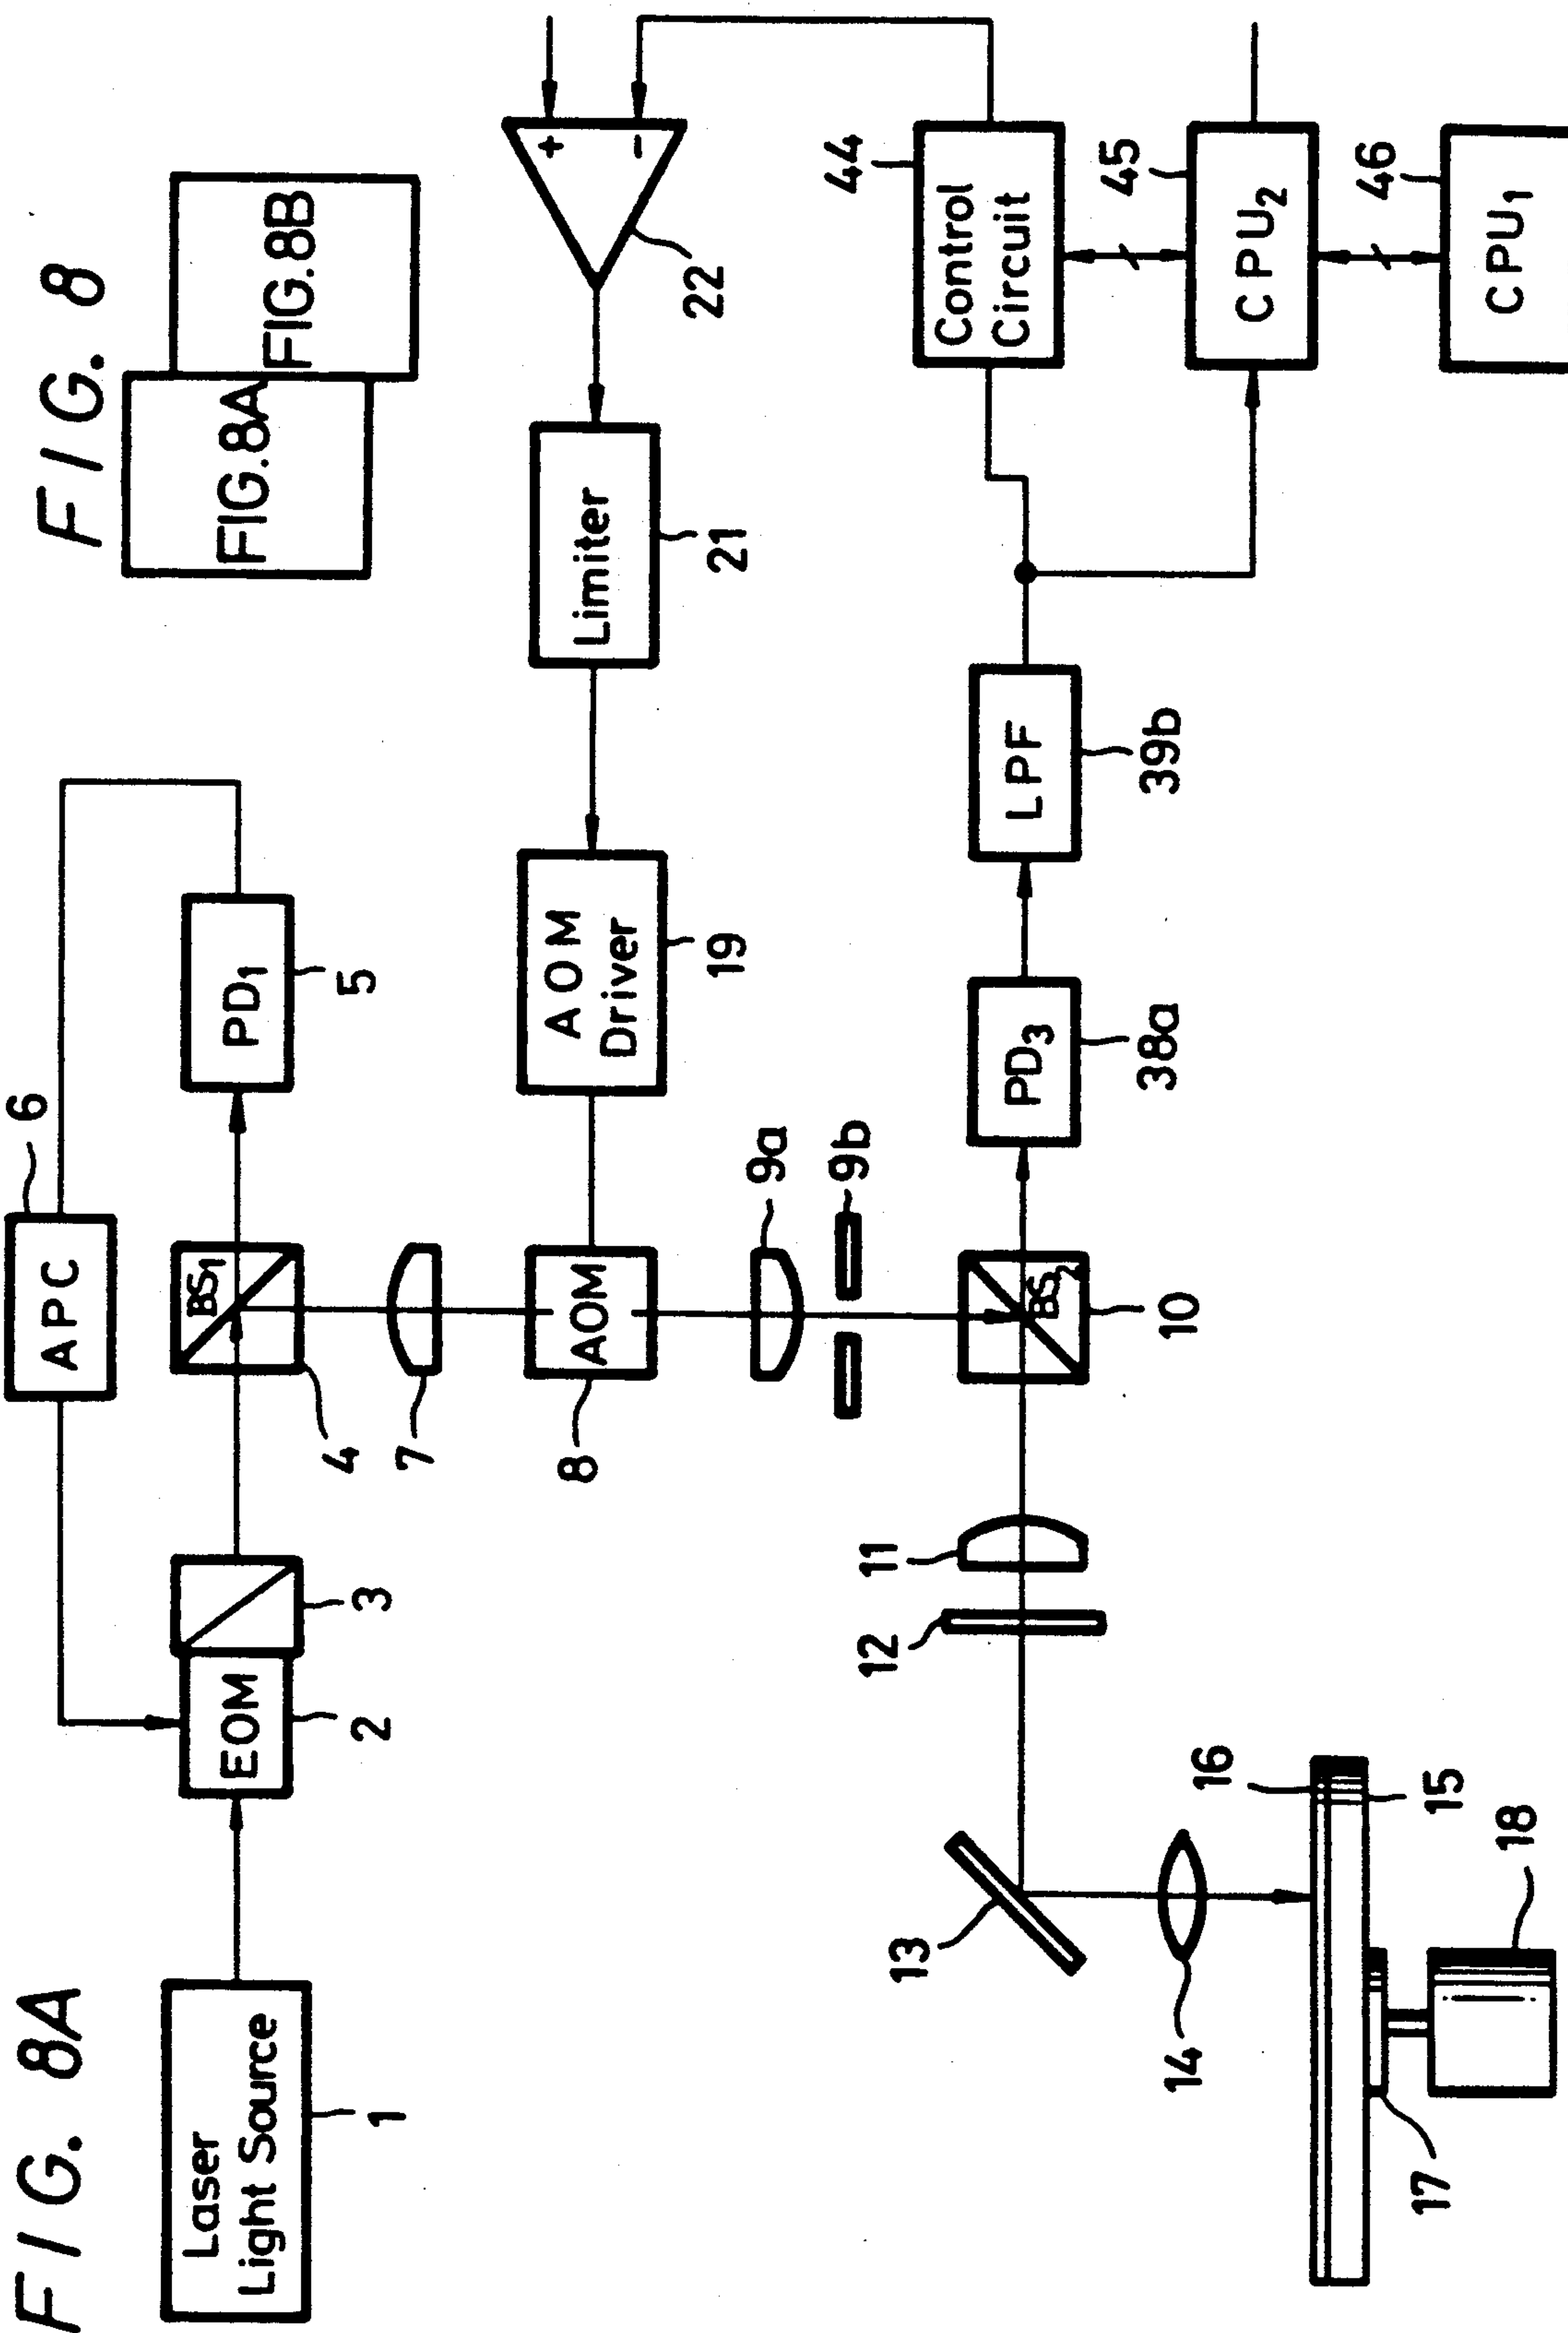 FIG. 8A
FIG. 8
FIG.8A
FIG.8B
APC
6
Laser
Light Source
1
EOM
2
3
BS1
4
PD1
5
7
AOM
8
AOM
Driver
19
Limiter
21
+
−
22
9a
9b
BS2
10
PD3
38a
LPF
39b
Control
Circuit
44
CPU2
45
CPU1
46
11
12
13
14
16
15
17
18